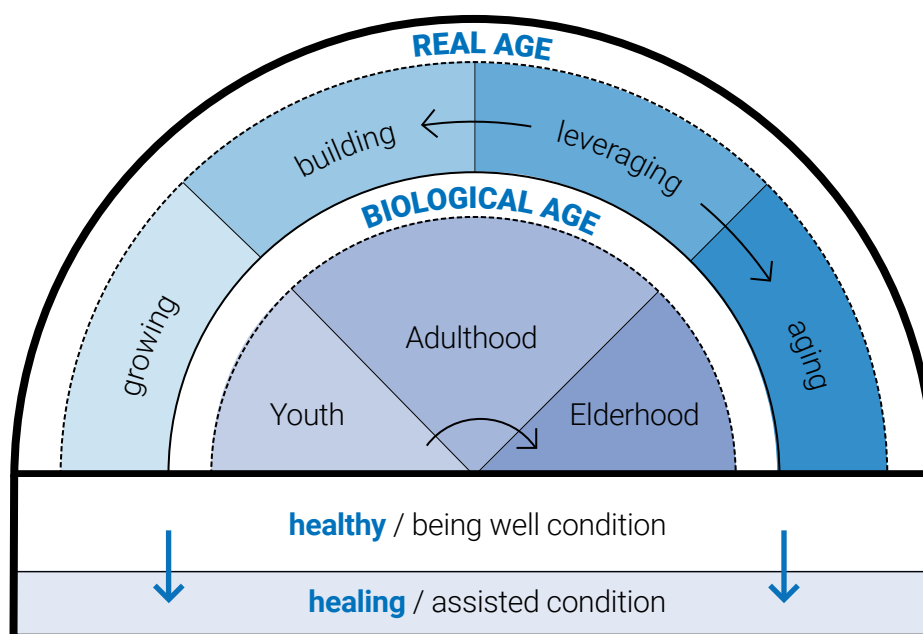 REAL AGE
building
leveraging
BIOLOGICAL AGE
growing
Adulthood
aging
Youth
Elderhood
healthy / being well condition
healing / assisted condition